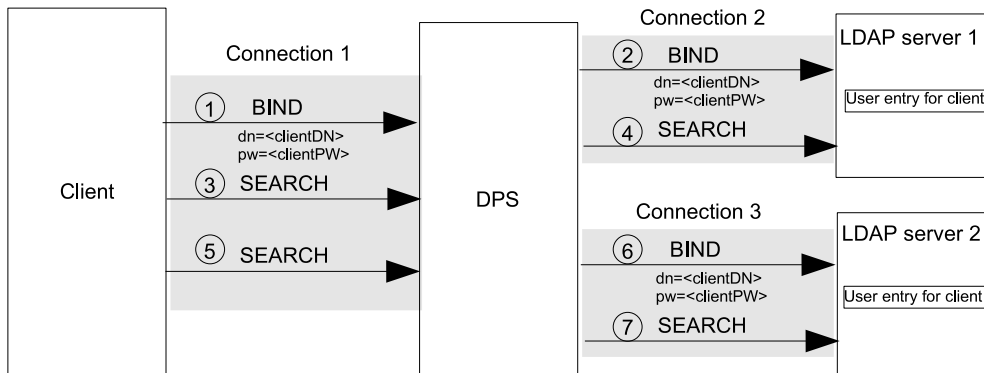 Client
Connection 1
1 BIND
dn=<clientDN>
pw=<clientPW>
3 SEARCH
5 SEARCH
DPS
Connection 2
2 BIND
dn=<clientDN>
pw=<clientPW>
4 SEARCH
LDAP server 1
User entry for client
Connection 3
6 BIND
dn=<clientDN>
pw=<clientPW>
7 SEARCH
LDAP server 2
User entry for client